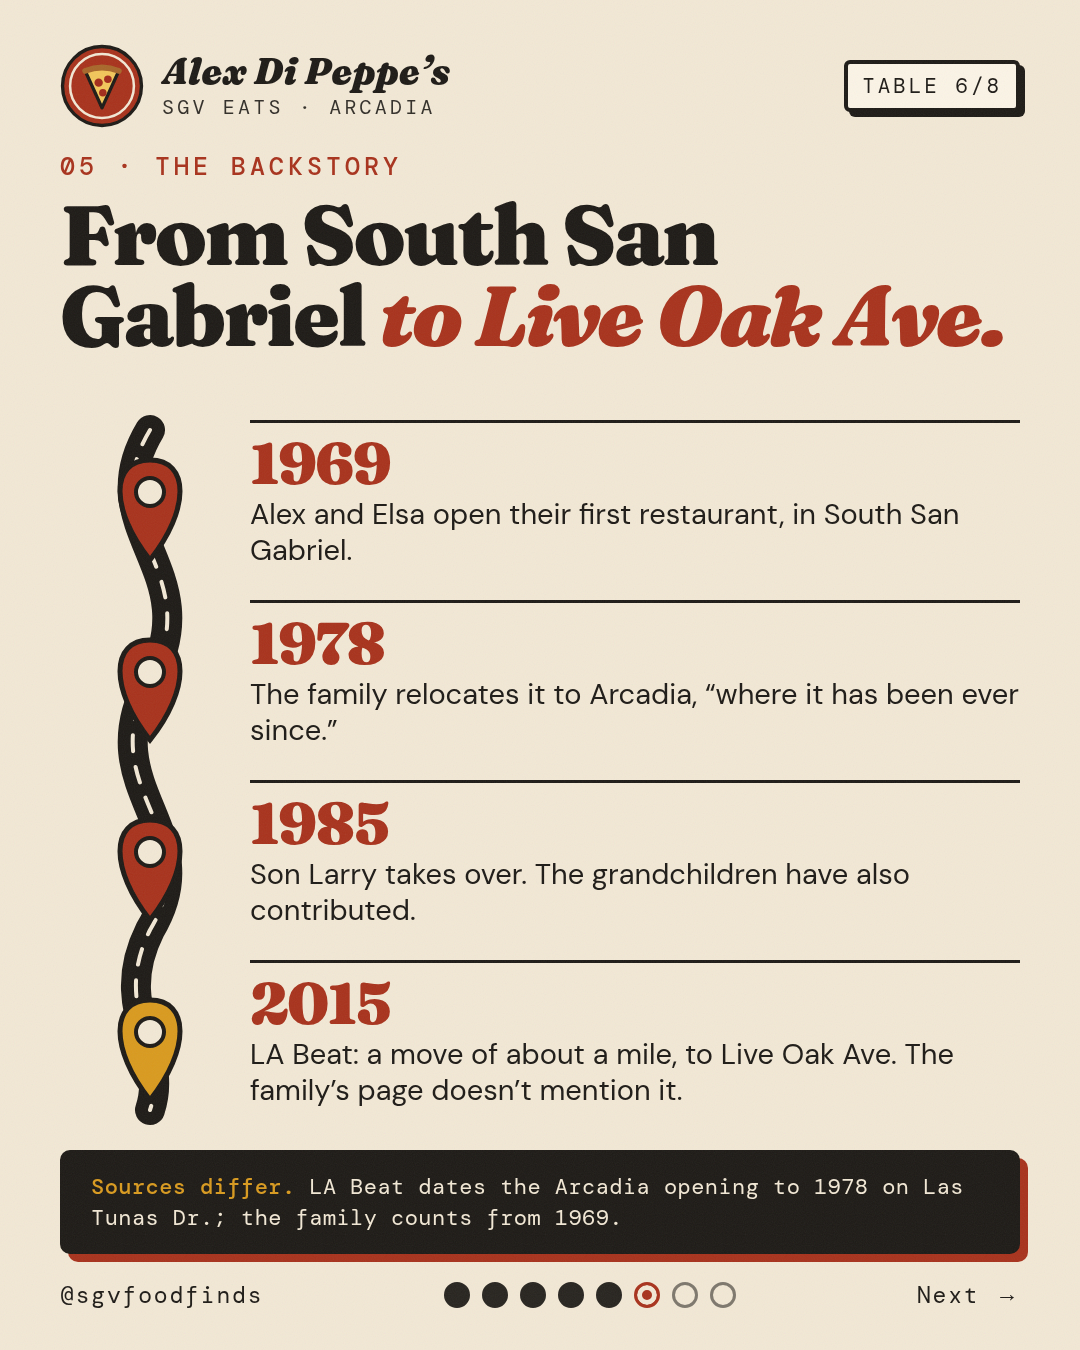 Alex Di Peppe’s
SGV EATS · ARCADIA
TABLE 6/8
05 · THE BACKSTORY
From South San
Gabriel to Live Oak Ave.
1969
Alex and Elsa open their first restaurant, in South San
Gabriel.
1978
The family relocates it to Arcadia, “where it has been ever
since.”
1985
Son Larry takes over. The grandchildren have also
contributed.
2015
LA Beat: a move of about a mile, to Live Oak Ave. The
family’s page doesn’t mention it.
Sources differ. LA Beat dates the Arcadia opening to 1978 on Las
Tunas Dr.; the family counts from 1969.
@sgvfoodfinds
Next →